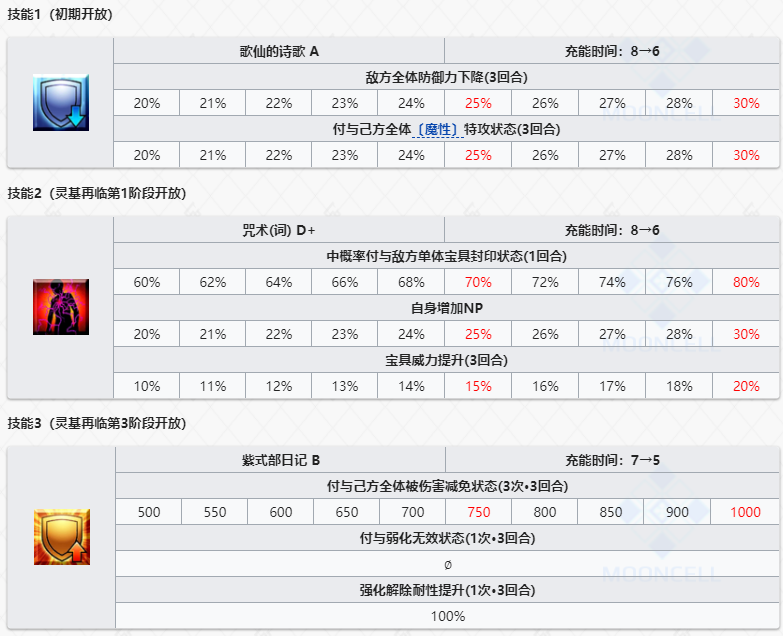 技能1（初期开放）
歌仙的诗歌 A 充能时间：8→6
敌方全体防御力下降(3回合)
20% 21% 22% 23% 24% 25% 26% 27% 28% 30%
付与己方全体〔魔性〕特攻状态(3回合)
20% 21% 22% 23% 24% 25% 26% 27% 28% 30%
技能2（灵基再临第1阶段开放）
咒术(词) D+ 充能时间：8→6
中概率付与敌方单体宝具封印状态(1回合)
60% 62% 64% 66% 68% 70% 72% 74% 76% 80%
自身增加NP
20% 21% 22% 23% 24% 25% 26% 27% 28% 30%
宝具威力提升(3回合)
10% 11% 12% 13% 14% 15% 16% 17% 18% 20%
技能3（灵基再临第3阶段开放）
紫式部日记 B 充能时间：7→5
付与己方全体被伤害减免状态(3次·3回合)
500 550 600 650 700 750 800 850 900 1000
付与弱化无效状态(1次·3回合)
∅
强化解除耐性提升(1次·3回合)
100%
MOONCELL
MOONCELL
MOONCELL